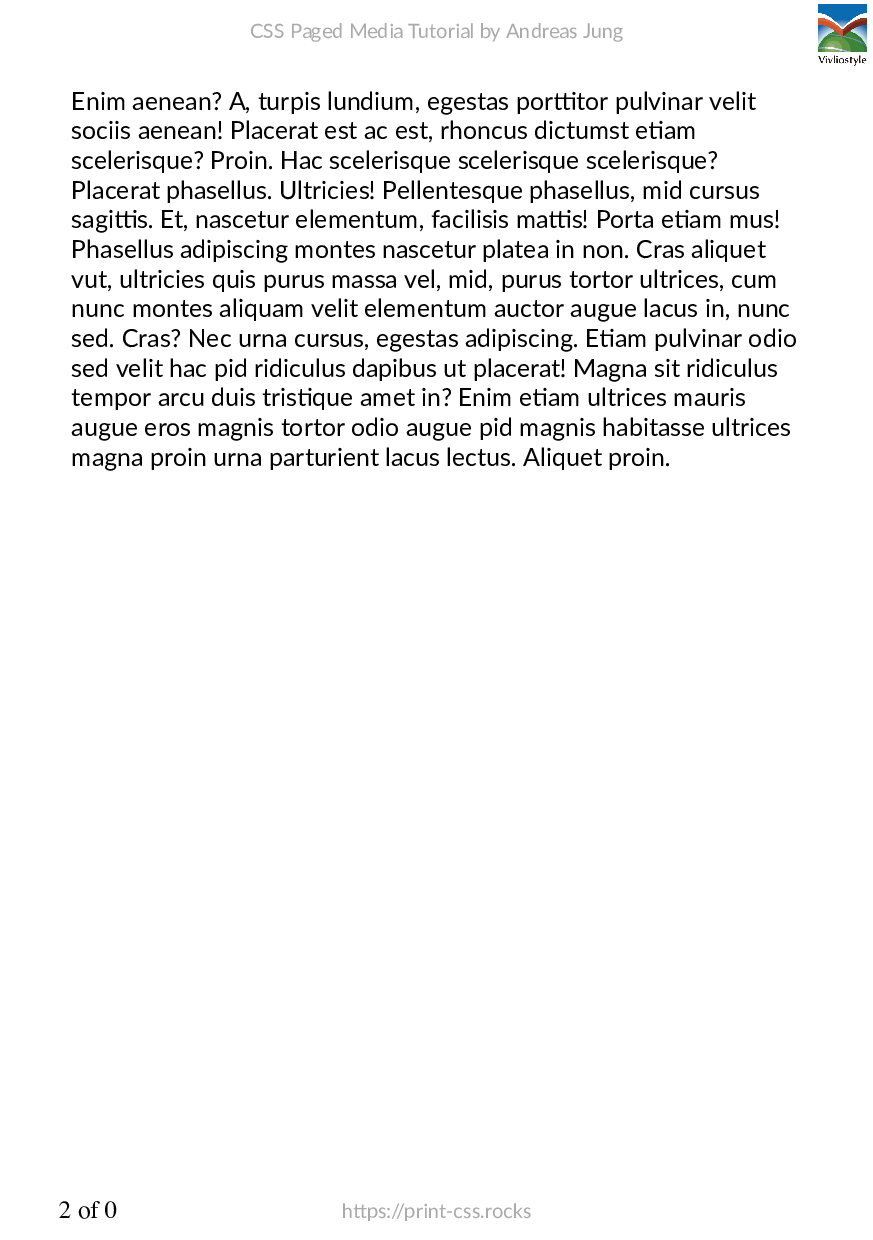 CSS Paged Media Tutorial by Andreas Jung
Vivliostyle
Enim aenean? A, turpis lundium, egestas porttitor pulvinar velit
sociis aenean! Placerat est ac est, rhoncus dictumst etiam
scelerisque? Proin. Hac scelerisque scelerisque scelerisque?
Placerat phasellus. Ultricies! Pellentesque phasellus, mid cursus
sagittis. Et, nascetur elementum, facilisis mattis! Porta etiam mus!
Phasellus adipiscing montes nascetur platea in non. Cras aliquet
vut, ultricies quis purus massa vel, mid, purus tortor ultrices, cum
nunc montes aliquam velit elementum auctor augue lacus in, nunc
sed. Cras? Nec urna cursus, egestas adipiscing. Etiam pulvinar odio
sed velit hac pid ridiculus dapibus ut placerat! Magna sit ridiculus
tempor arcu duis tristique amet in? Enim etiam ultrices mauris
augue eros magnis tortor odio augue pid magnis habitasse ultrices
magna proin urna parturient lacus lectus. Aliquet proin.
2 of 0
https://print-css.rocks